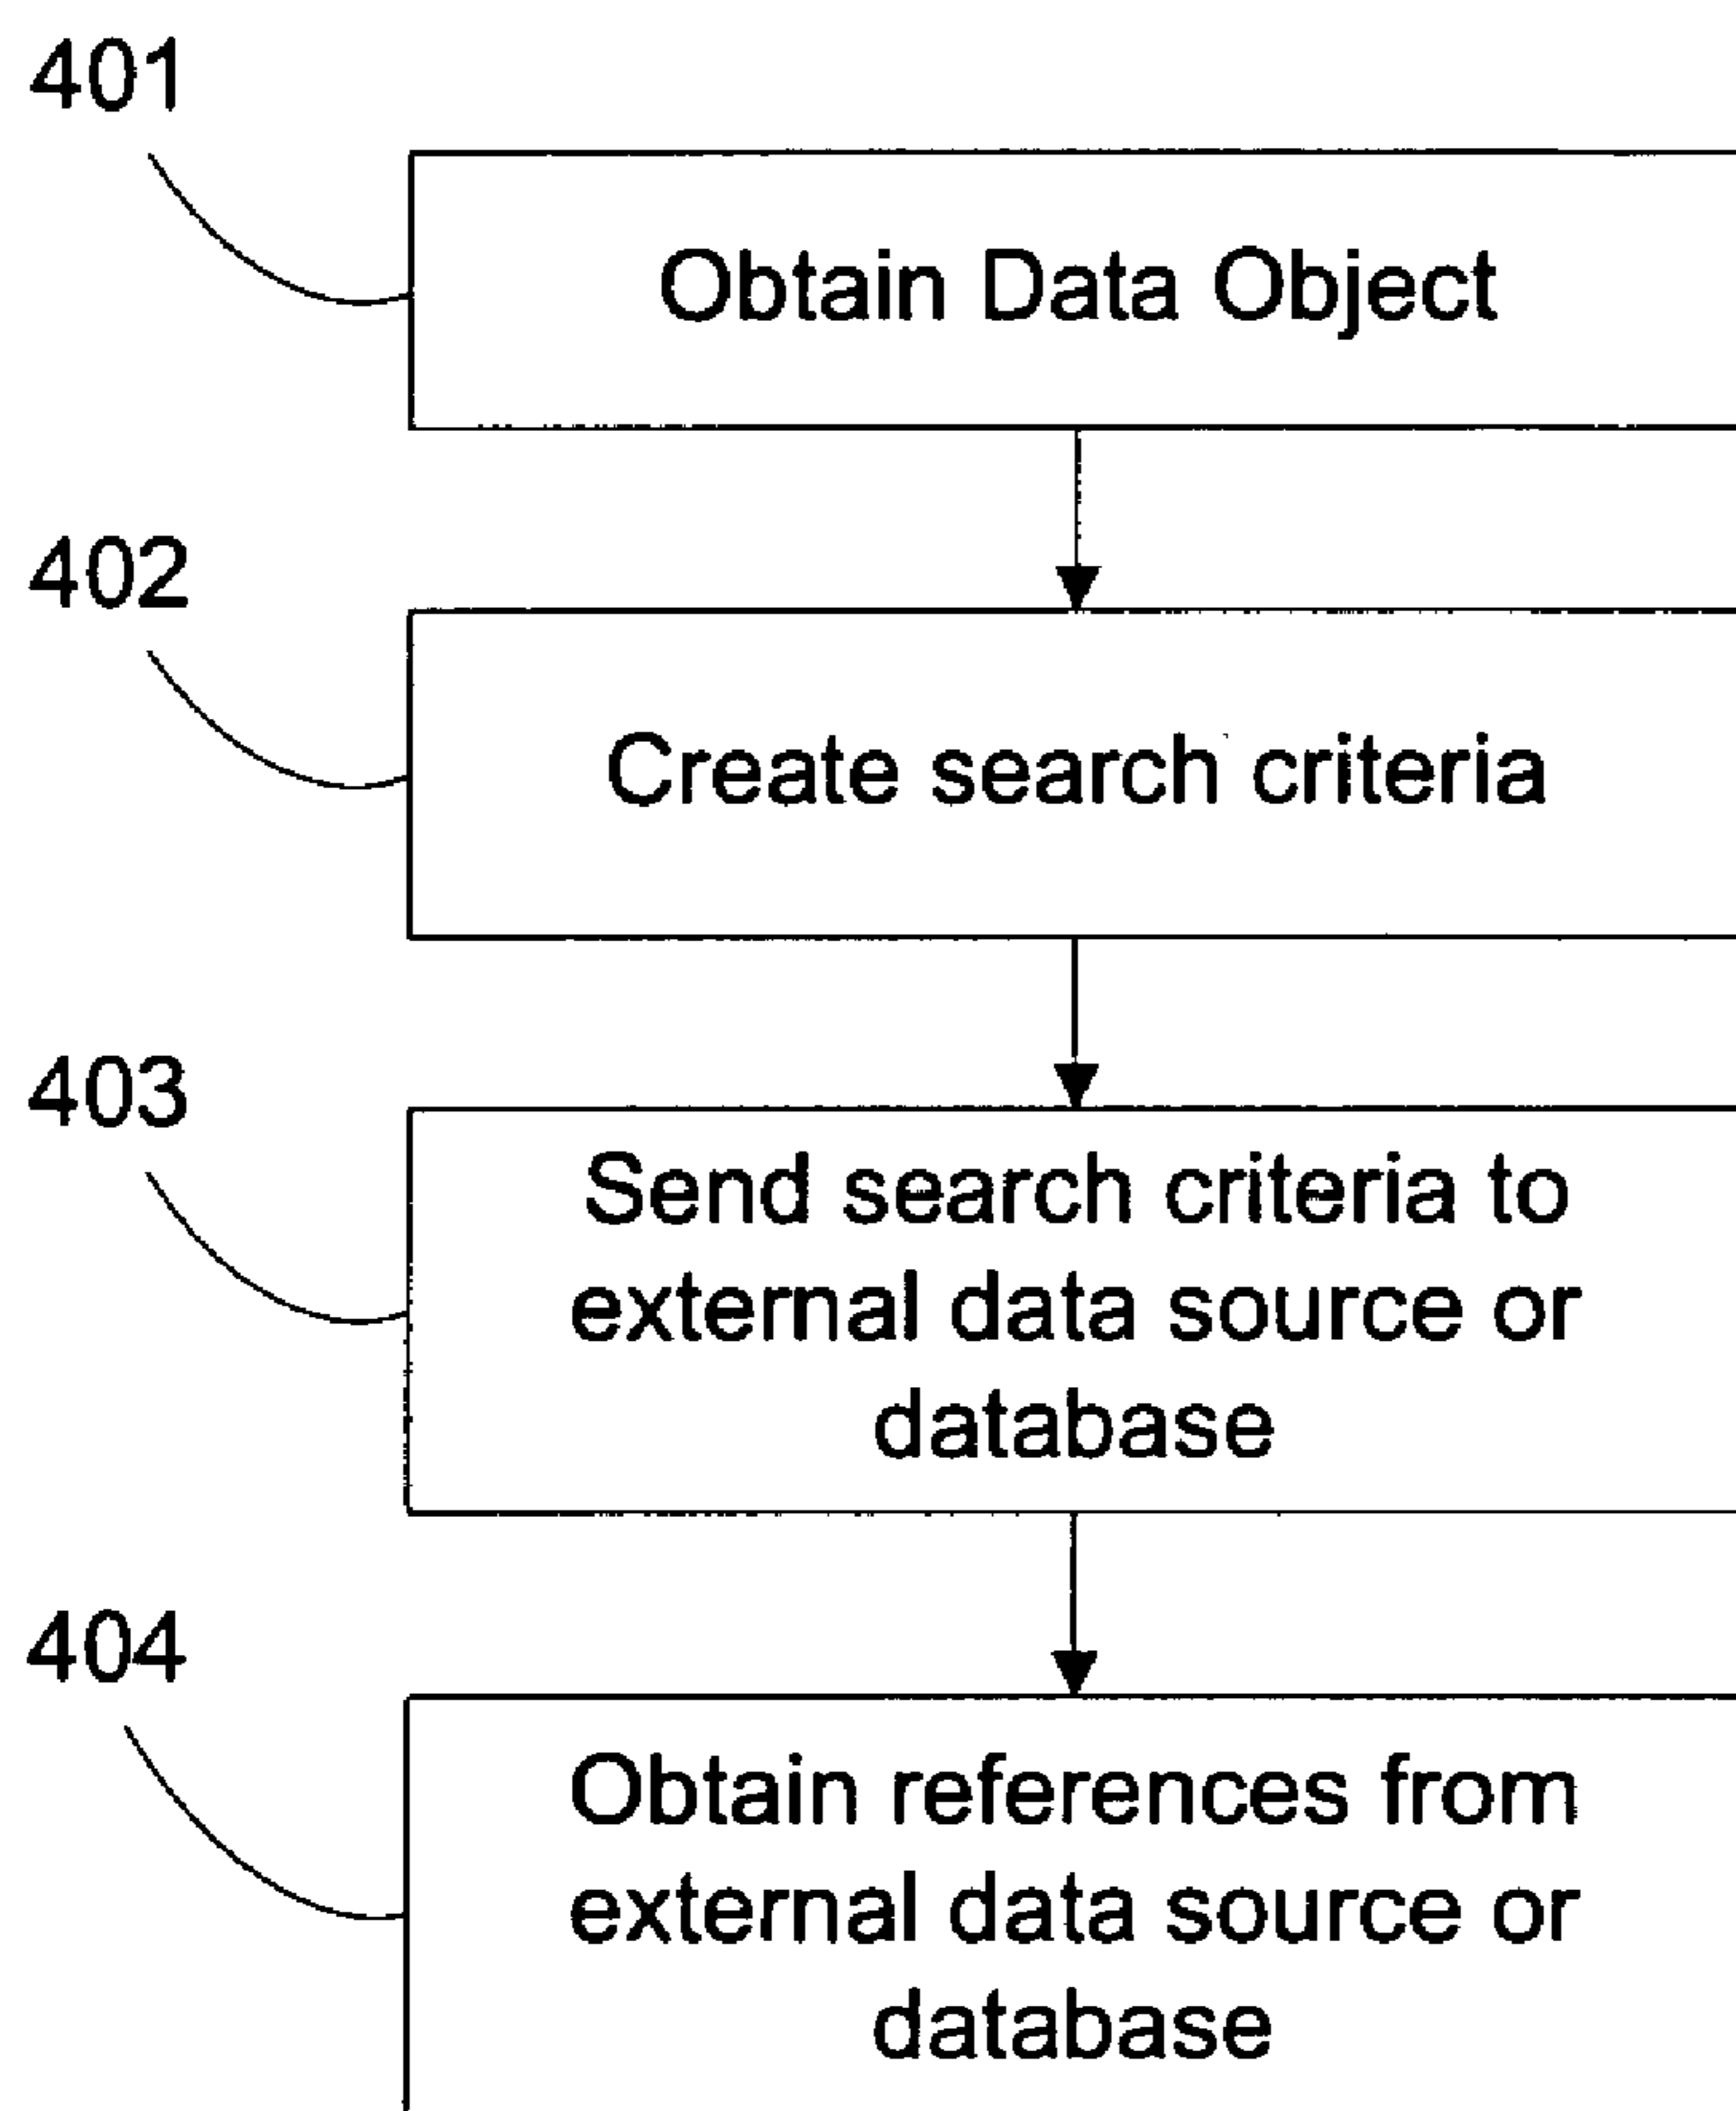 401
Obtain Data Object
402
Create search criteria
403
Send search criteria to
external data source or
database
404
Obtain references from
external data source or
database